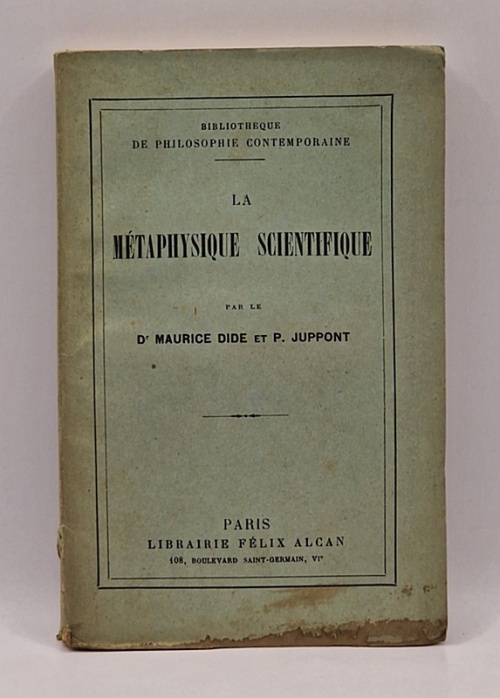 BIBLIOTHEQUE
DE PHILOSOPHIE CONTEMPORAINE
LA
MÉTAPHYSIQUE SCIENTIFIQUE
PAR LE
Dr MAURICE DIDE ET P. JUPPONT
PARIS
LIBRAIRIE FÉLIX ALCAN
108, BOULEVARD SAINT-GERMAIN, VIe